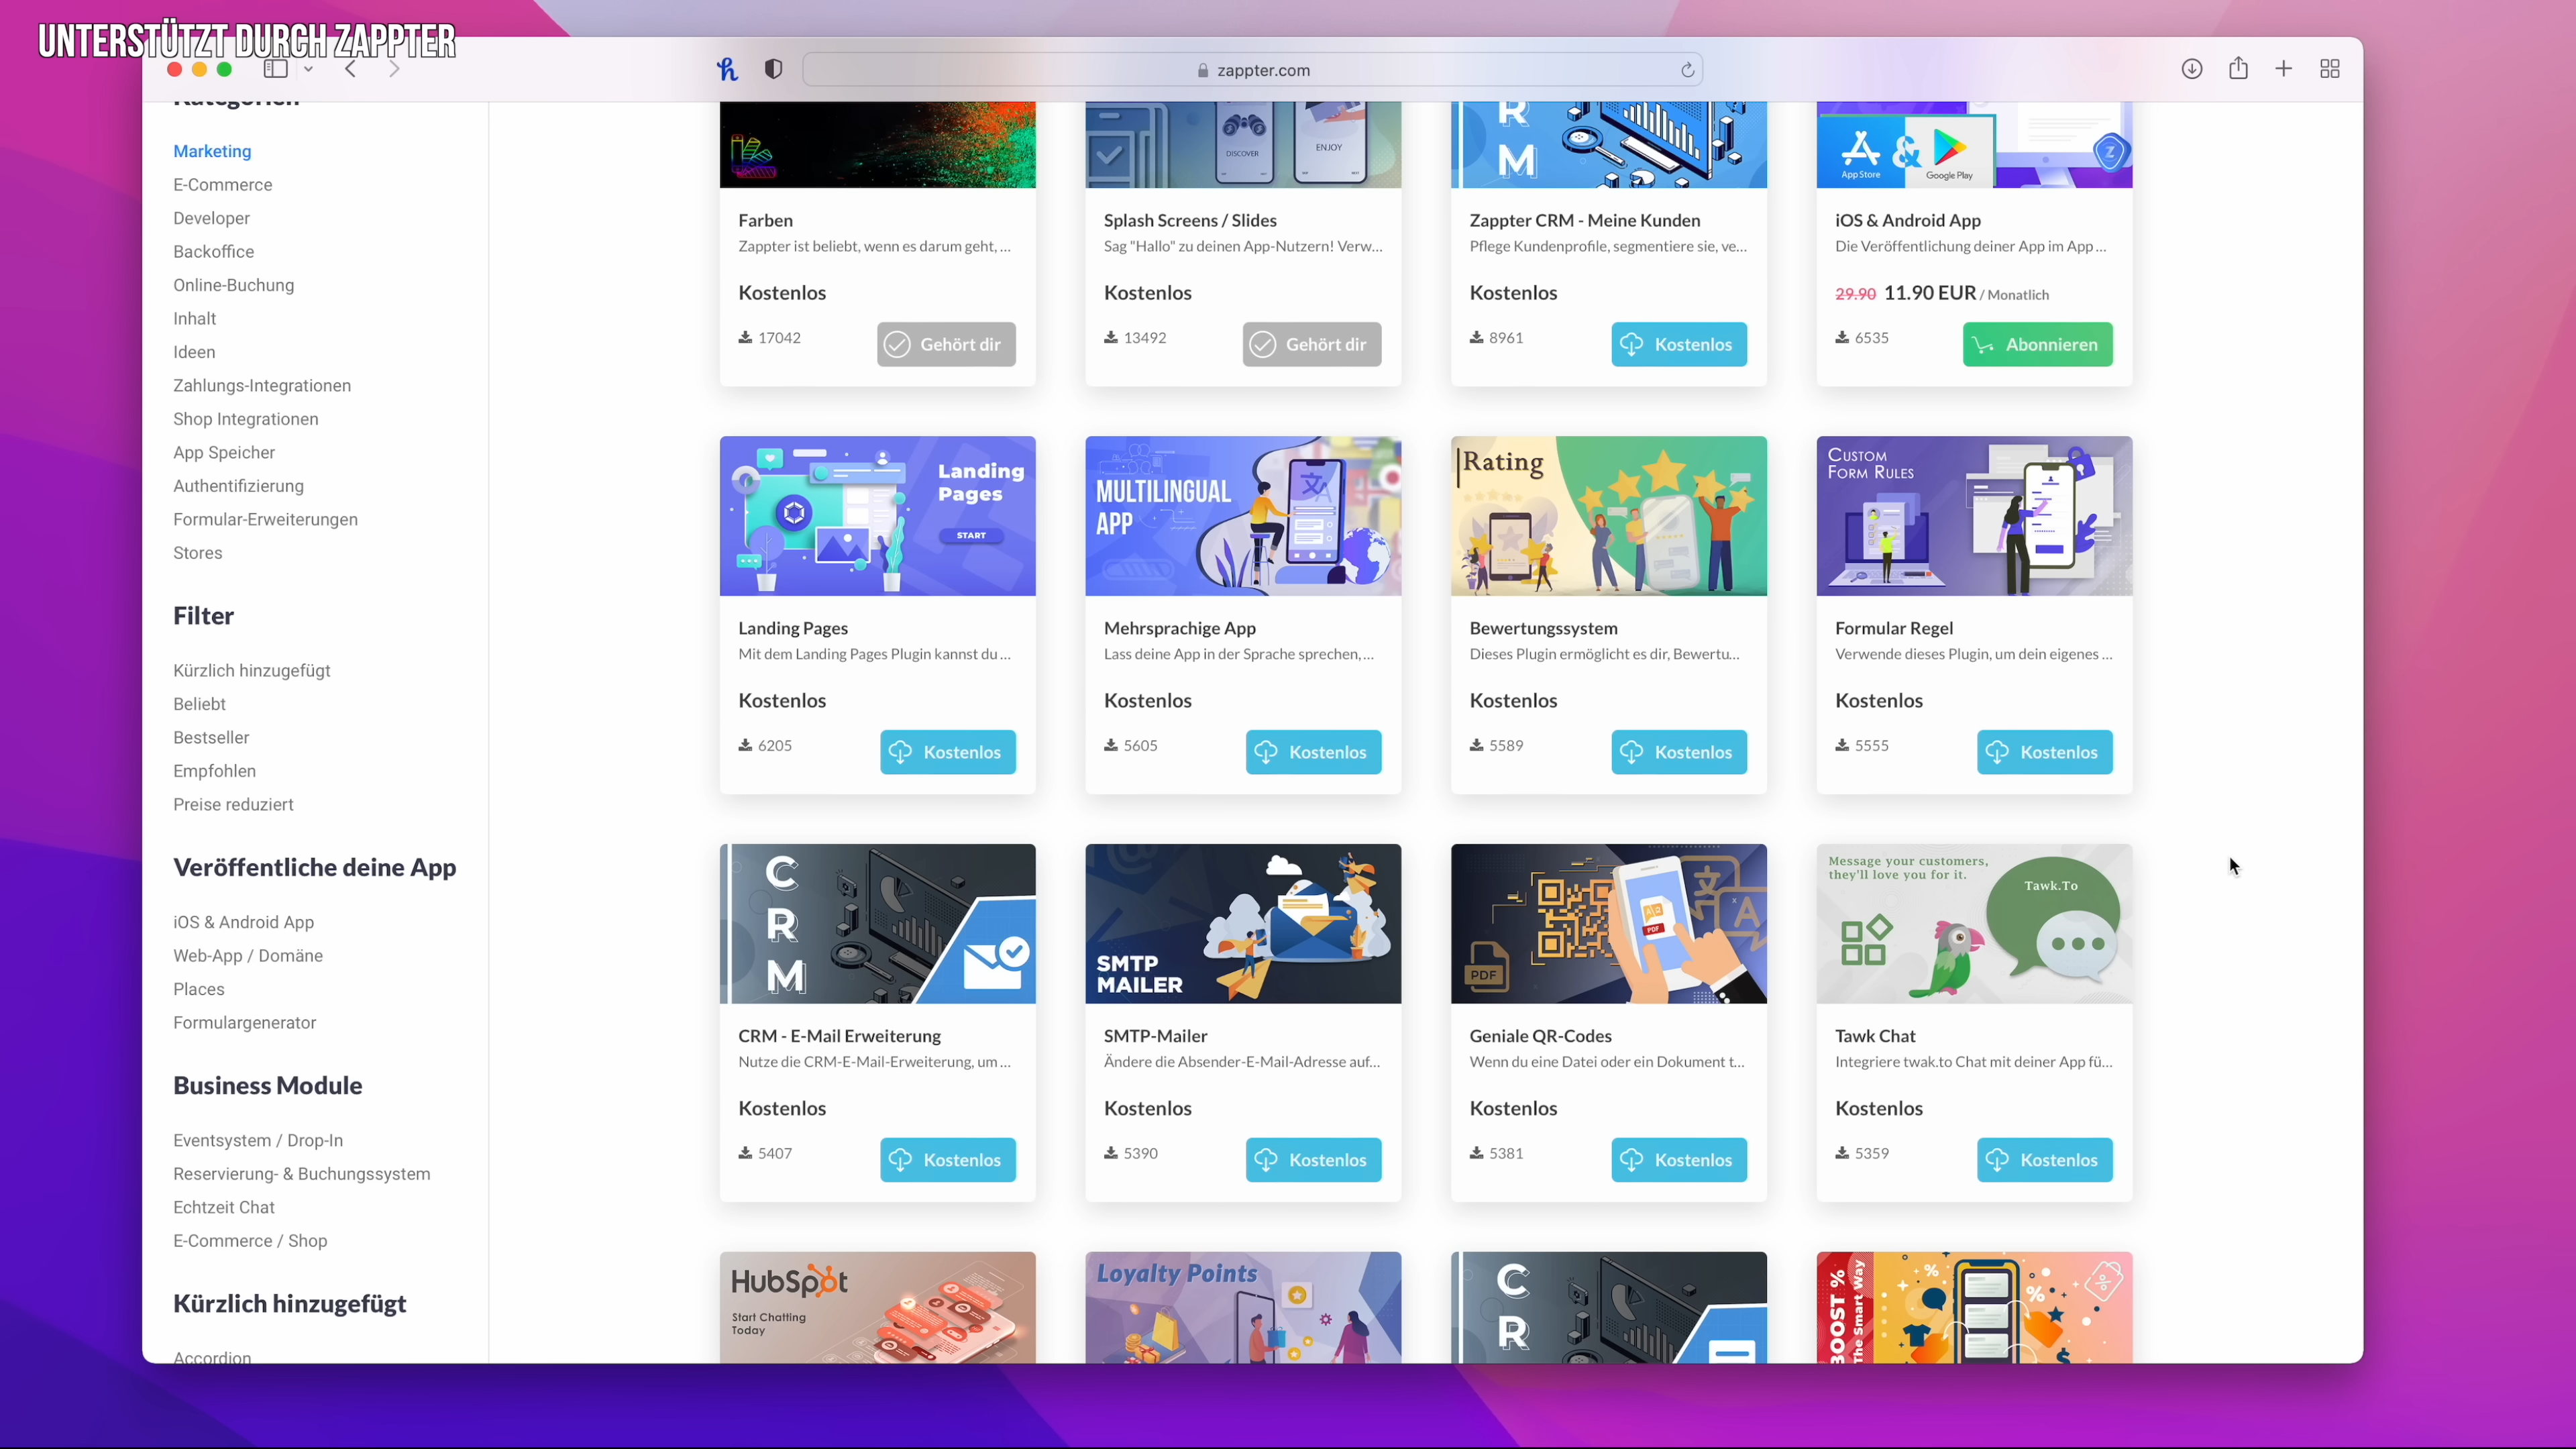 UNTERSTÜTZT DURCH ZAPPTER
zappter.com
Kategorien
Marketing
E-Commerce
Developer
Backoffice
Online-Buchung
Inhalt
Ideen
Zahlungs-Integrationen
Shop Integrationen
App Speicher
Authentifizierung
Formular-Erweiterungen
Stores
Filter
Kürzlich hinzugefügt
Beliebt
Bestseller
Empfohlen
Preise reduziert
Veröffentliche deine App
iOS & Android App
Web-App / Domäne
Places
Formulargenerator
Business Module
Eventsystem / Drop-In
Reservierung- & Buchungssystem
Echtzeit Chat
E-Commerce / Shop
Kürzlich hinzugefügt
Accordion
Farben
Zappter ist beliebt, wenn es darum geht, ...
Kostenlos
17042
Gehört dir
DISCOVER
ENJOY
Splash Screens / Slides
Sag "Hallo" zu deinen App-Nutzern! Verw...
Kostenlos
13492
Gehört dir
R
M
Zappter CRM - Meine Kunden
Pflege Kundenprofile, segmentiere sie, ve...
Kostenlos
8961
Kostenlos
App Store
&
Google Play
Z
iOS & Android App
Die Veröffentlichung deiner App im App ...
29.90 11.90 EUR / Monatlich
6535
Abonnieren
Landing
Pages
START
Landing Pages
Mit dem Landing Pages Plugin kannst du ...
Kostenlos
6205
Kostenlos
MULTILINGUAL
APP
文A
Mehrsprachige App
Lass deine App in der Sprache sprechen, ...
Kostenlos
5605
Kostenlos
Rating
Bewertungssystem
Dieses Plugin ermöglicht es dir, Bewertu...
Kostenlos
5589
Kostenlos
CUSTOM
FORM RULES
Formular Regel
Verwende dieses Plugin, um dein eigenes ...
Kostenlos
5555
Kostenlos
C
R
M
CRM - E-Mail Erweiterung
Nutze die CRM-E-Mail-Erweiterung, um ...
Kostenlos
5407
Kostenlos
@
SMTP
MAILER
SMTP-Mailer
Ändere die Absender-E-Mail-Adresse auf...
Kostenlos
5390
Kostenlos
PDF
PDF
文
A
Geniale QR-Codes
Wenn du eine Datei oder ein Dokument t...
Kostenlos
5381
Kostenlos
Message your customers,
they'll love you for it.
Tawk.To
Tawk Chat
Integriere twak.to Chat mit deiner App fü...
Kostenlos
5359
Kostenlos
HubSpot
Start Chatting
Today
Loyalty Points
C
R
BOOST %
The Smart Way
%
%
$